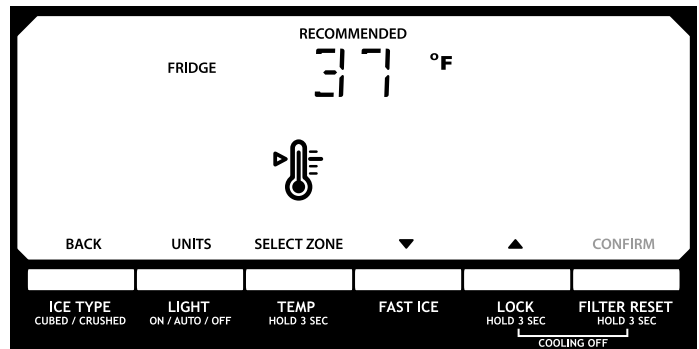 RECOMMENDED
FRIDGE 37 °F
BACK UNITS SELECT ZONE ▼ ▲ CONFIRM
ICE TYPE LIGHT TEMP FAST ICE LOCK FILTER RESET
CUBED / CRUSHED ON / AUTO / OFF HOLD 3 SEC HOLD 3 SEC HOLD 3 SEC
COOLING OFF